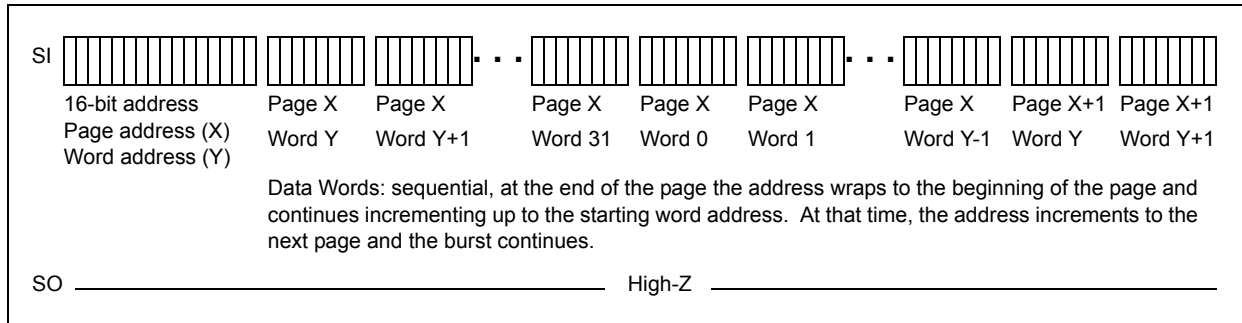 SI
. . .
. . .
16-bit address
Page address (X)
Word address (Y)
Page X Page X Page X Page X Page X Page X Page X+1 Page X+1
Word Y Word Y+1 Word 31 Word 0 Word 1 Word Y-1 Word Y Word Y+1
Data Words: sequential, at the end of the page the address wraps to the beginning of the page and
continues incrementing up to the starting word address. At that time, the address increments to the
next page and the burst continues.
SO High-Z